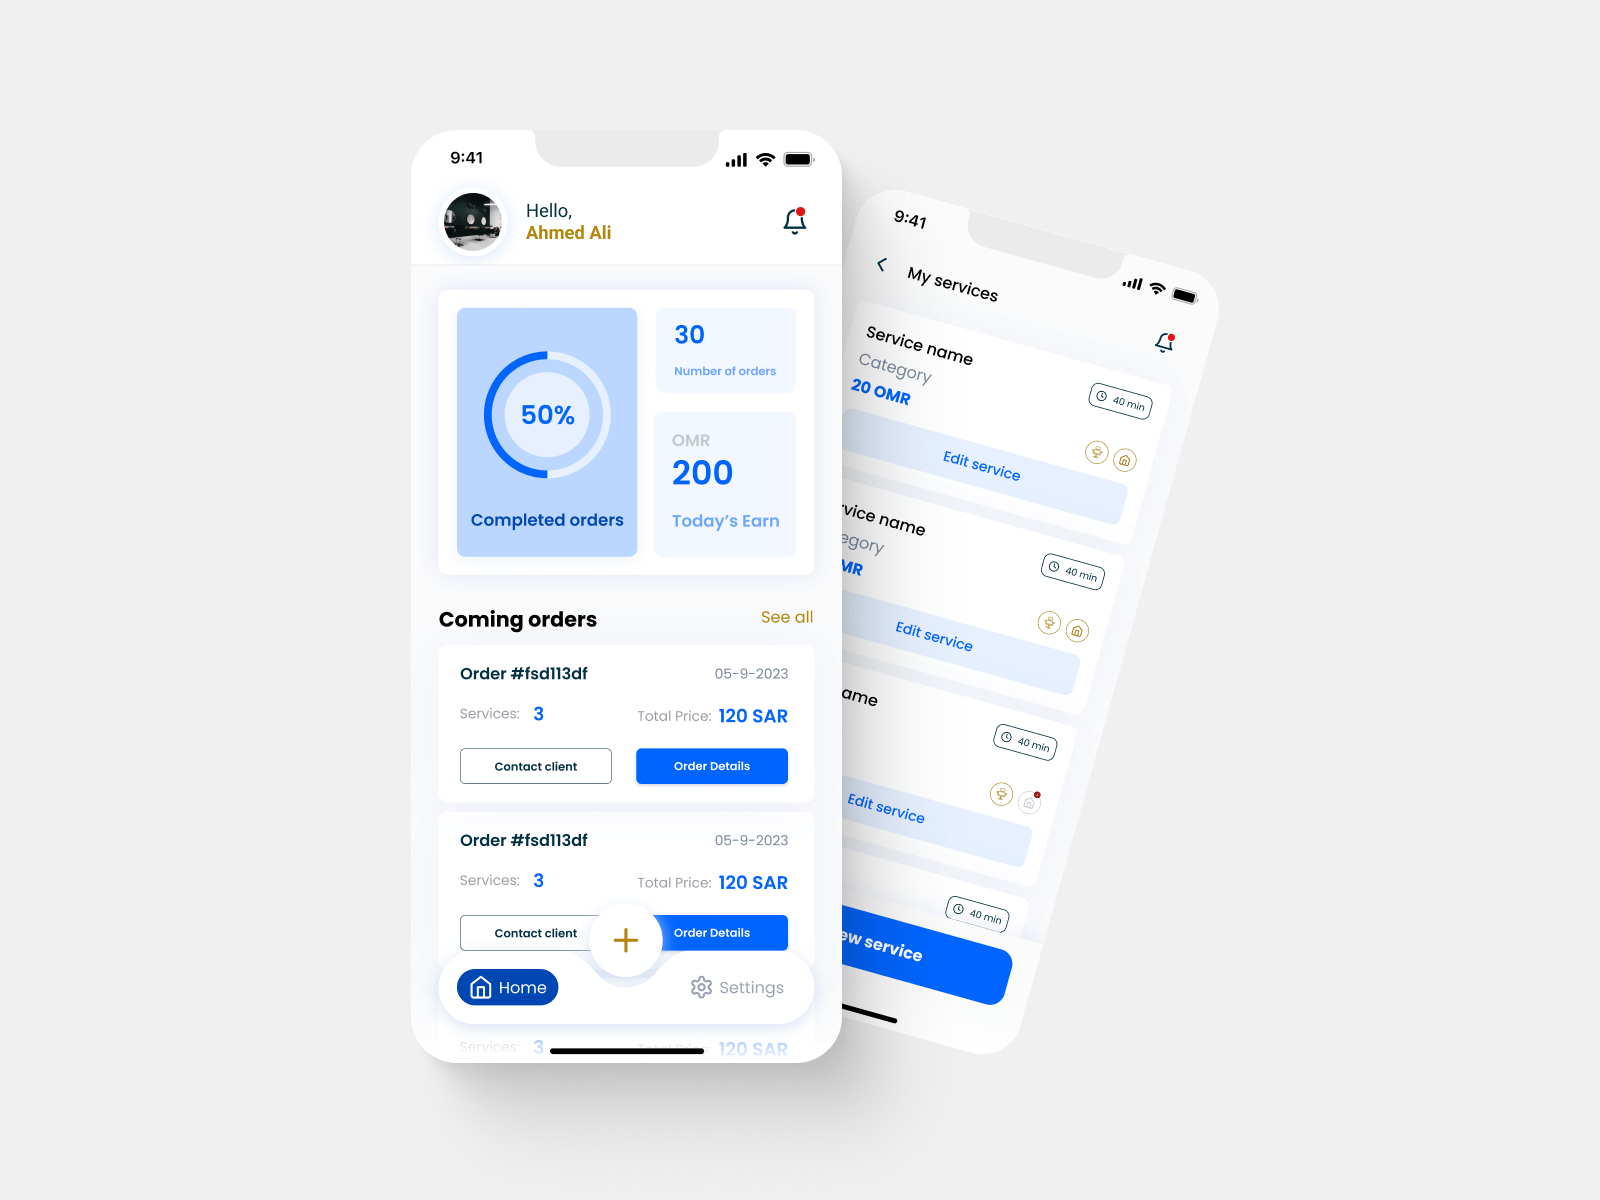 9:41
Hello,
Ahmed Ali
50%
Completed orders
30
Number of orders
OMR
200
Today's Earn
Coming orders
See all
Order #fsd113df
05-9-2023
Services: 3
Total Price: 120 SAR
Contact client
Order Details
Order #fsd113df
05-9-2023
Services: 3
Total Price: 120 SAR
Contact client
Order Details
Home
Settings
Services: 3
Total Price: 120 SAR
9:41
My services
Service name
Category
20 OMR
40 min
Edit service
rvice name
egory
MR
40 min
Edit service
ame
40 min
Edit service
40 min
ew service